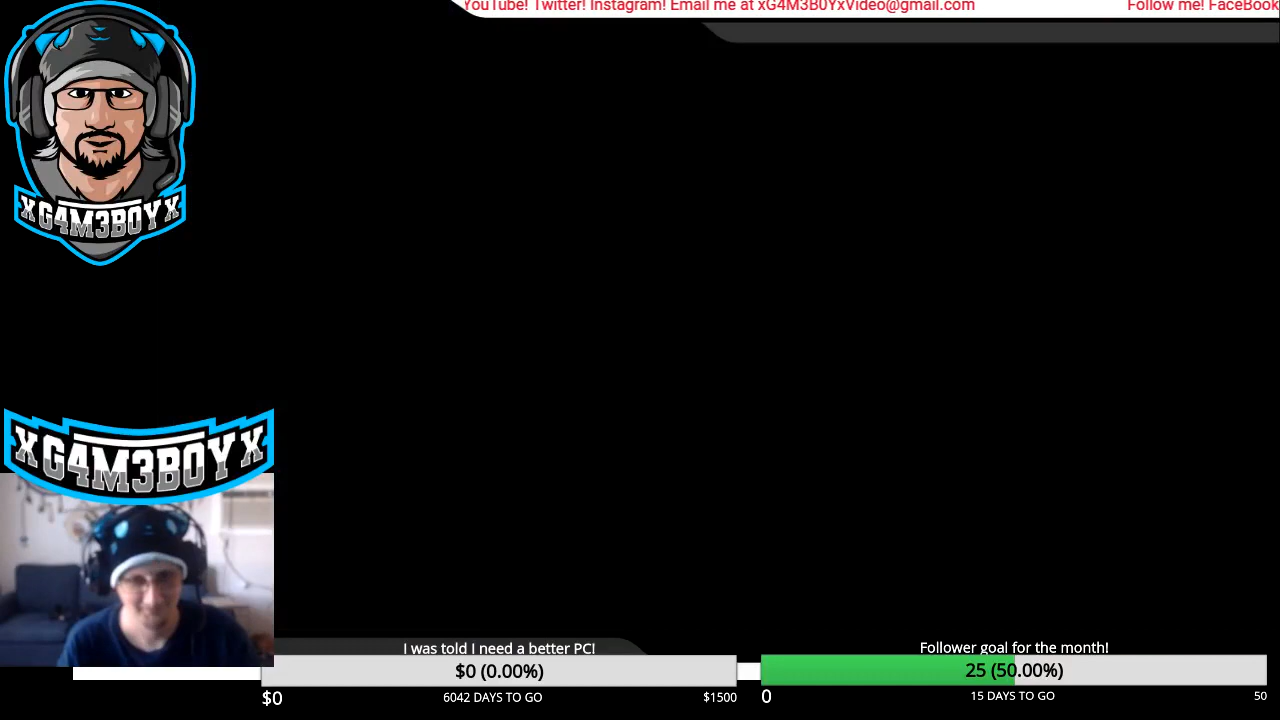 YouTube! Twitter! Instagram! Email me at xG4M3B0YxVideo@gmail.com Follow me! FaceBook
XG4M3B0YX
XG4M3B0YX
I was told I need a better PC!
$0 (0.00%)
$0 6042 DAYS TO GO $1500
Follower goal for the month!
25 (50.00%)
0 15 DAYS TO GO 50